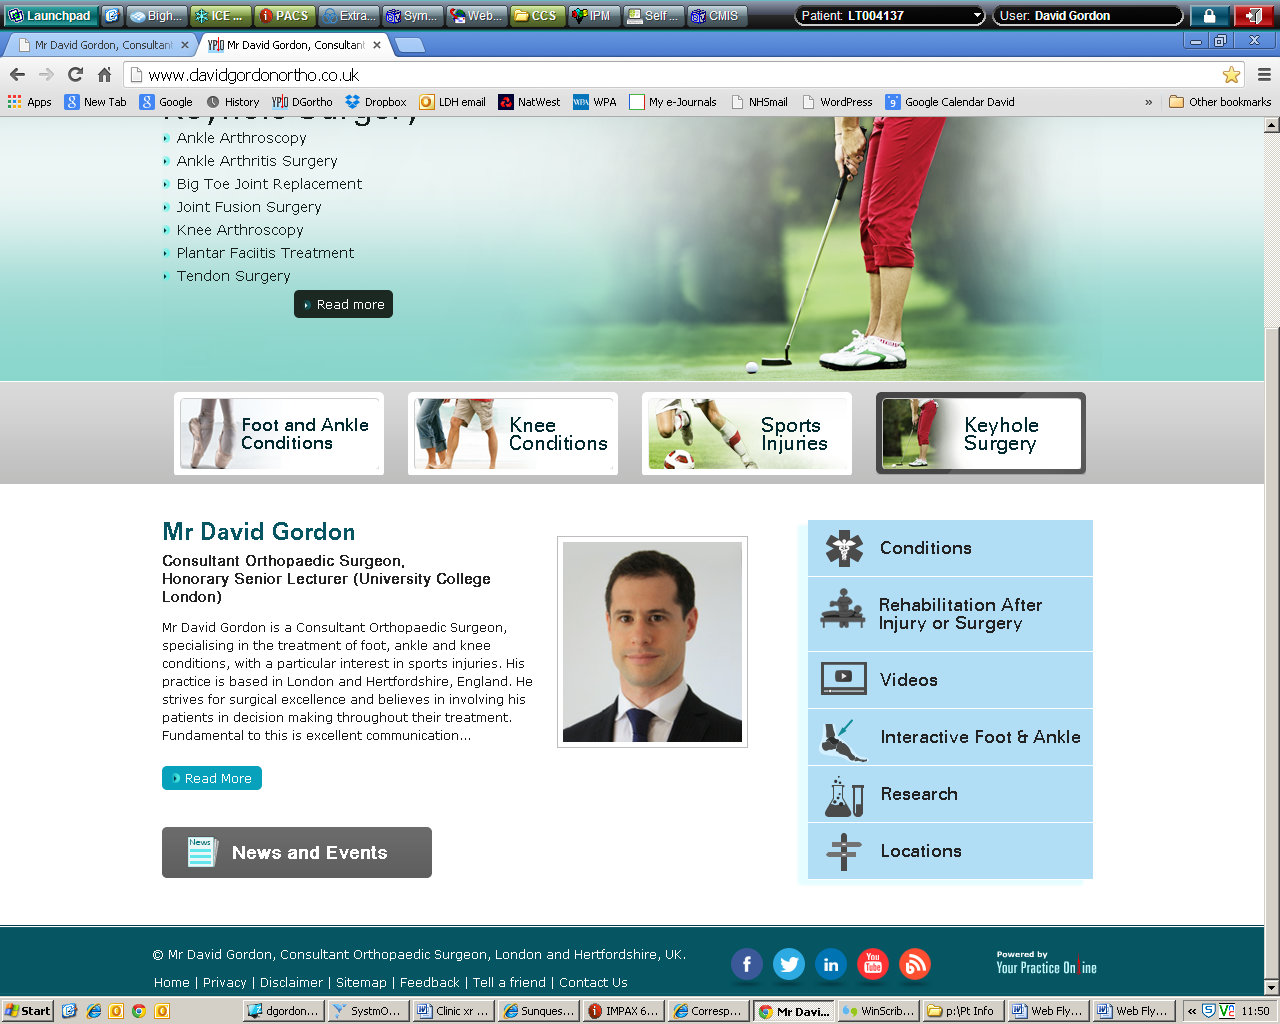 Launchpad Bigh... ICE ... PACS Extra... Sym... Web... CCS IPM Self ... CMIS Patient: LT004137 User: David Gordon
Mr David Gordon, Consultan Mr David Gordon, Consultan
www.davidgordonortho.co.uk
Apps New Tab Google History DGortho Dropbox LDH email NatWest WPA My e-Journals NHSmail WordPress Google Calendar David » Other bookmarks
Keyhole Surgery
Ankle Arthroscopy
Ankle Arthritis Surgery
Big Toe Joint Replacement
Joint Fusion Surgery
Knee Arthroscopy
Plantar Faciitis Treatment
Tendon Surgery
Read more
Foot and Ankle
Conditions
Knee
Conditions
Sports
Injuries
Keyhole
Surgery
Mr David Gordon
Consultant Orthopaedic Surgeon,
Honorary Senior Lecturer (University College
London)
Mr David Gordon is a Consultant Orthopaedic Surgeon,
specialising in the treatment of foot, ankle and knee
conditions, with a particular interest in sports injuries. His
practice is based in London and Hertfordshire, England. He
strives for surgical excellence and believes in involving his
patients in decision making throughout their treatment.
Fundamental to this is excellent communication...
Read More
News
News and Events
Conditions
Rehabilitation After
Injury or Surgery
Videos
Interactive Foot & Ankle
Research
Locations
© Mr David Gordon, Consultant Orthopaedic Surgeon, London and Hertfordshire, UK.
Home | Privacy | Disclaimer | Sitemap | Feedback | Tell a friend | Contact Us
You Tube
Powered by
Your Practice Online
Start dgordon... SystmO... Clinic xr ... Sunques... IMPAX 6... Corresp... Mr Davi... WinScrib... p:\Pt Info Web Fly... Web Fly... « 11:50